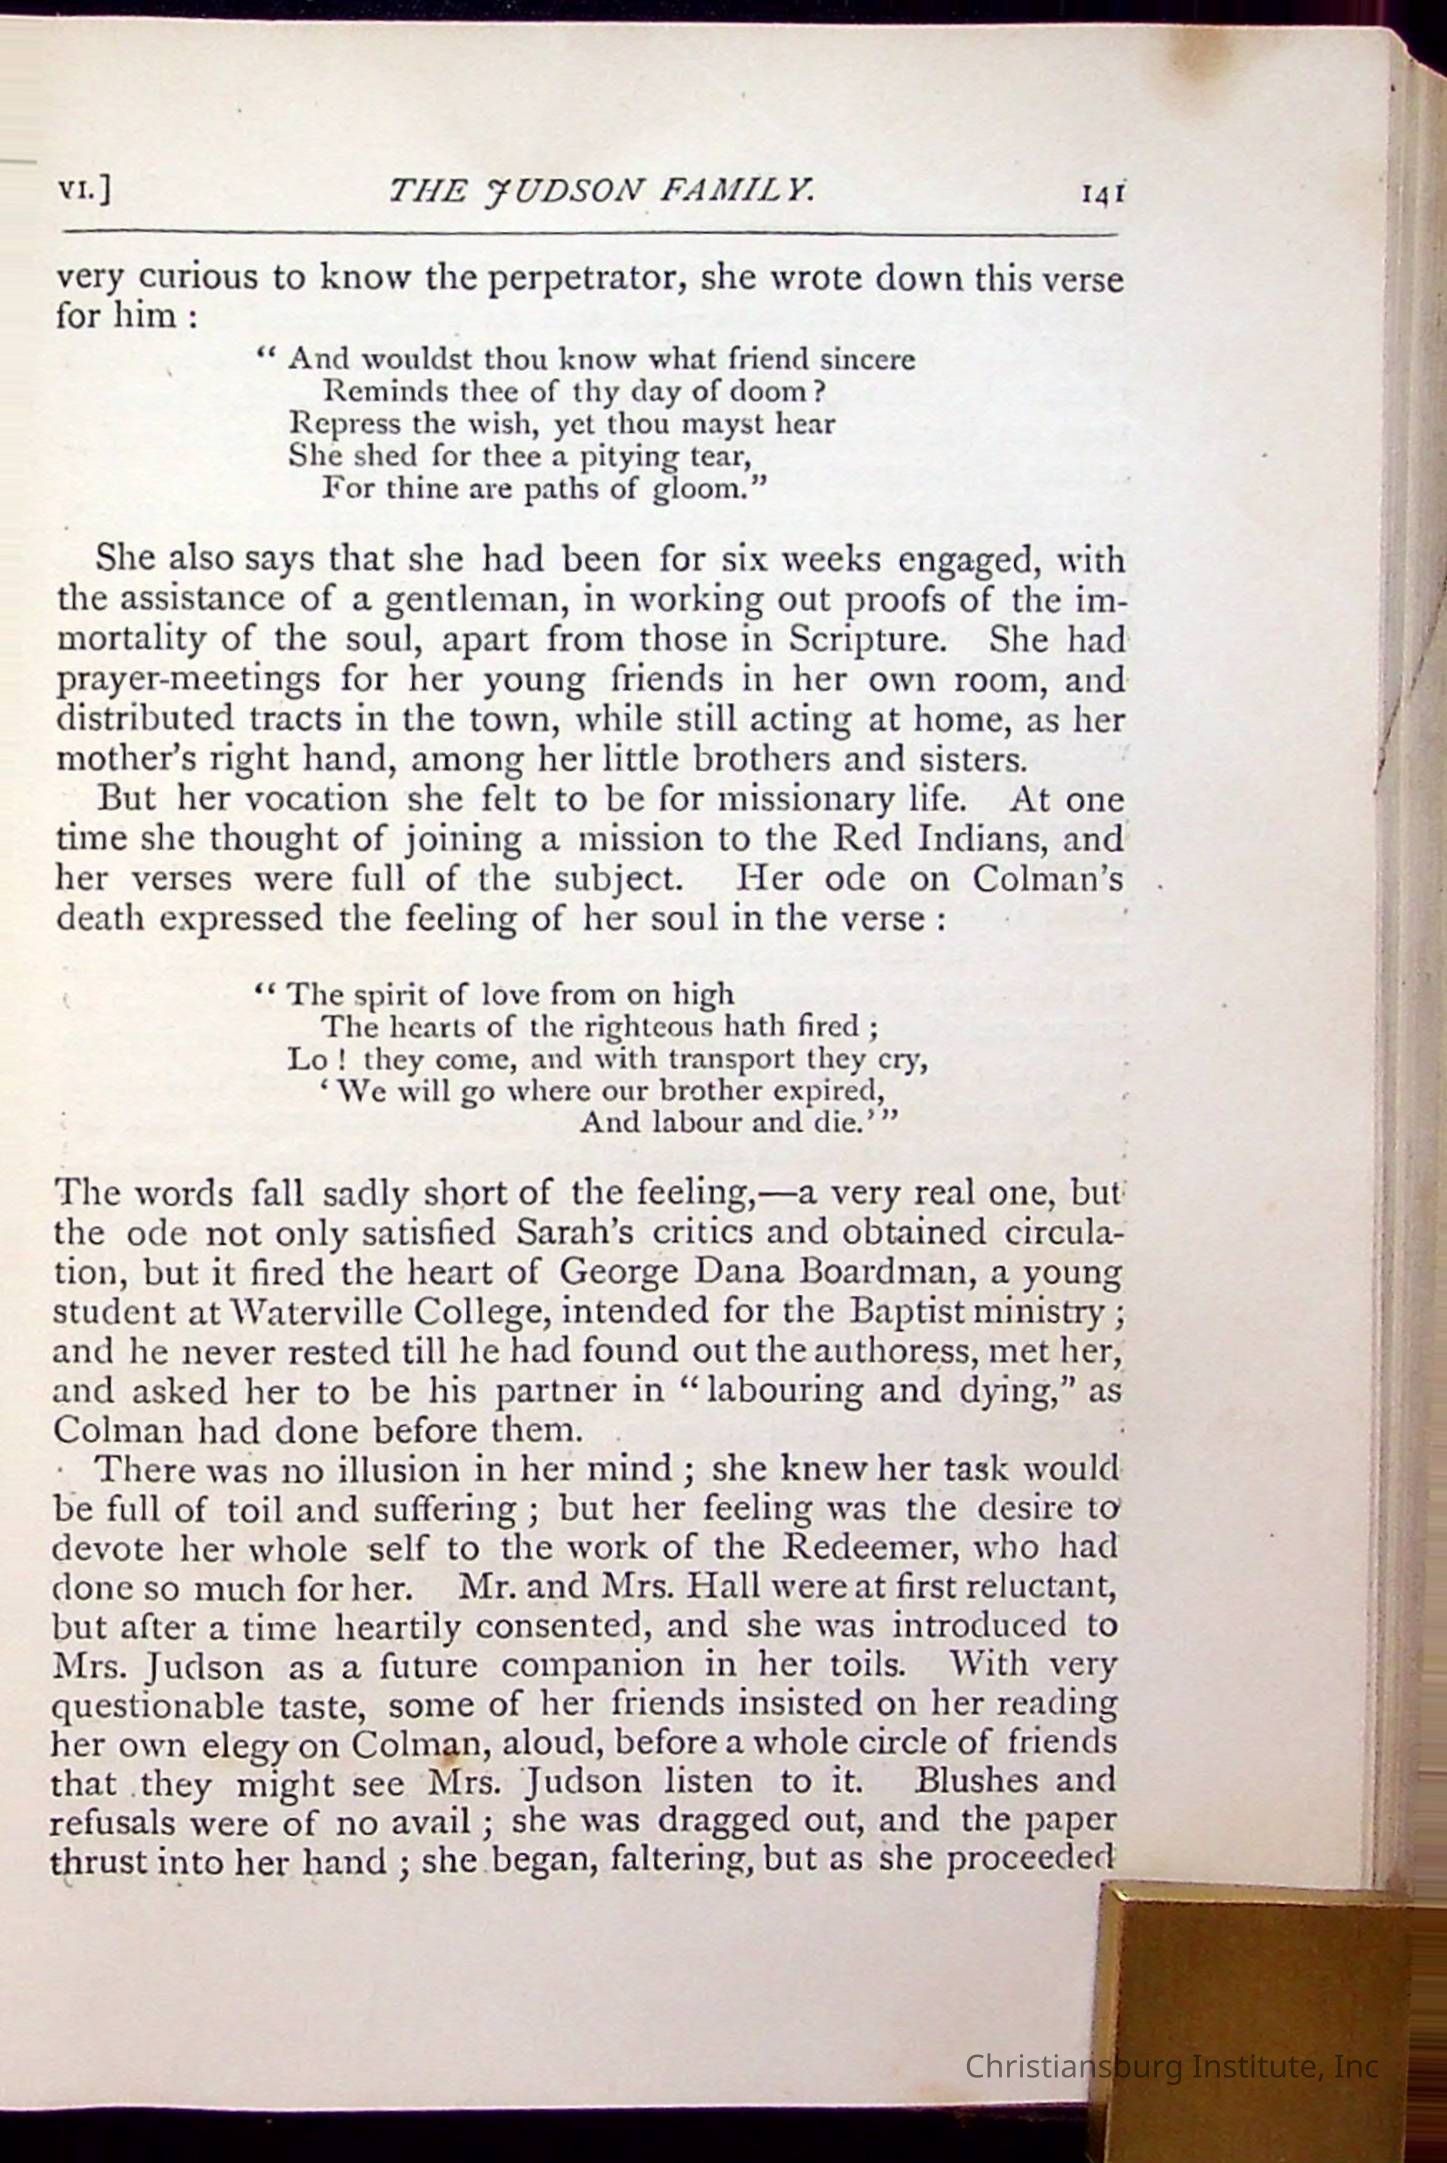 VI.] THE JUDSON FAMILY. 141
very curious to know the perpetrator, she wrote down this verse
for him :
“ And wouldst thou know what friend sincere
Reminds thee of thy day of doom ?
Repress the wish, yet thou mayst hear
She shed for thee a pitying tear,
For thine are paths of gloom.”
She also says that she had been for six weeks engaged, with
the assistance of a gentleman, in working out proofs of the im-
mortality of the soul, apart from those in Scripture. She had
prayer-meetings for her young friends in her own room, and
distributed tracts in the town, while still acting at home, as her
mother’s right hand, among her little brothers and sisters.
But her vocation she felt to be for missionary life. At one
time she thought of joining a mission to the Red Indians, and
her verses were full of the subject. Her ode on Colman’s
death expressed the feeling of her soul in the verse :
“ The spirit of love from on high
The hearts of the righteous hath fired ;
Lo ! they come, and with transport they cry,
‘ We will go where our brother expired,
And labour and die.’ ”
The words fall sadly short of the feeling,—a very real one, but
the ode not only satisfied Sarah’s critics and obtained circula-
tion, but it fired the heart of George Dana Boardman, a young
student at Waterville College, intended for the Baptist ministry ;
and he never rested till he had found out the authoress, met her,
and asked her to be his partner in “ labouring and dying,” as
Colman had done before them.
There was no illusion in her mind ; she knew her task would
be full of toil and suffering ; but her feeling was the desire to
devote her whole self to the work of the Redeemer, who had
done so much for her. Mr. and Mrs. Hall were at first reluctant,
but after a time heartily consented, and she was introduced to
Mrs. Judson as a future companion in her toils. With very
questionable taste, some of her friends insisted on her reading
her own elegy on Colman, aloud, before a whole circle of friends
that they might see Mrs. Judson listen to it. Blushes and
refusals were of no avail ; she was dragged out, and the paper
thrust into her hand ; she began, faltering, but as she proceeded
Christiansburg Institute, Inc